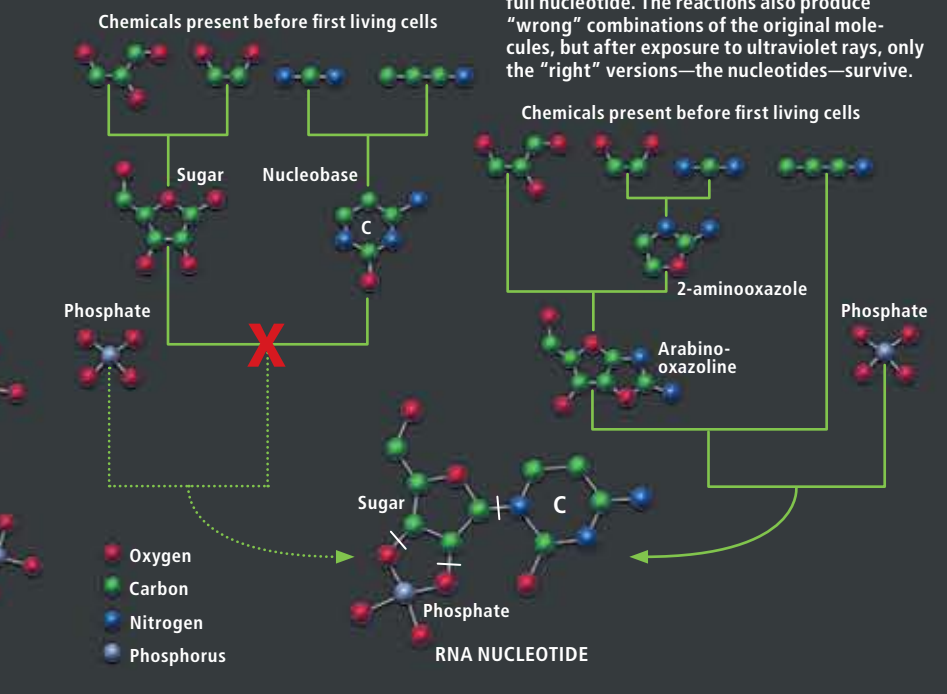 full nucleotide. The reactions also produce
“wrong” combinations of the original mole-
cules, but after exposure to ultraviolet rays, only
the “right” versions—the nucleotides—survive.
Chemicals present before first living cells
Sugar
Nucleobase
C
Phosphate
X
Chemicals present before first living cells
2-aminooxazole
Phosphate
Arabino-
oxazoline
Sugar
C
Phosphate
RNA NUCLEOTIDE
Oxygen
Carbon
Nitrogen
Phosphorus